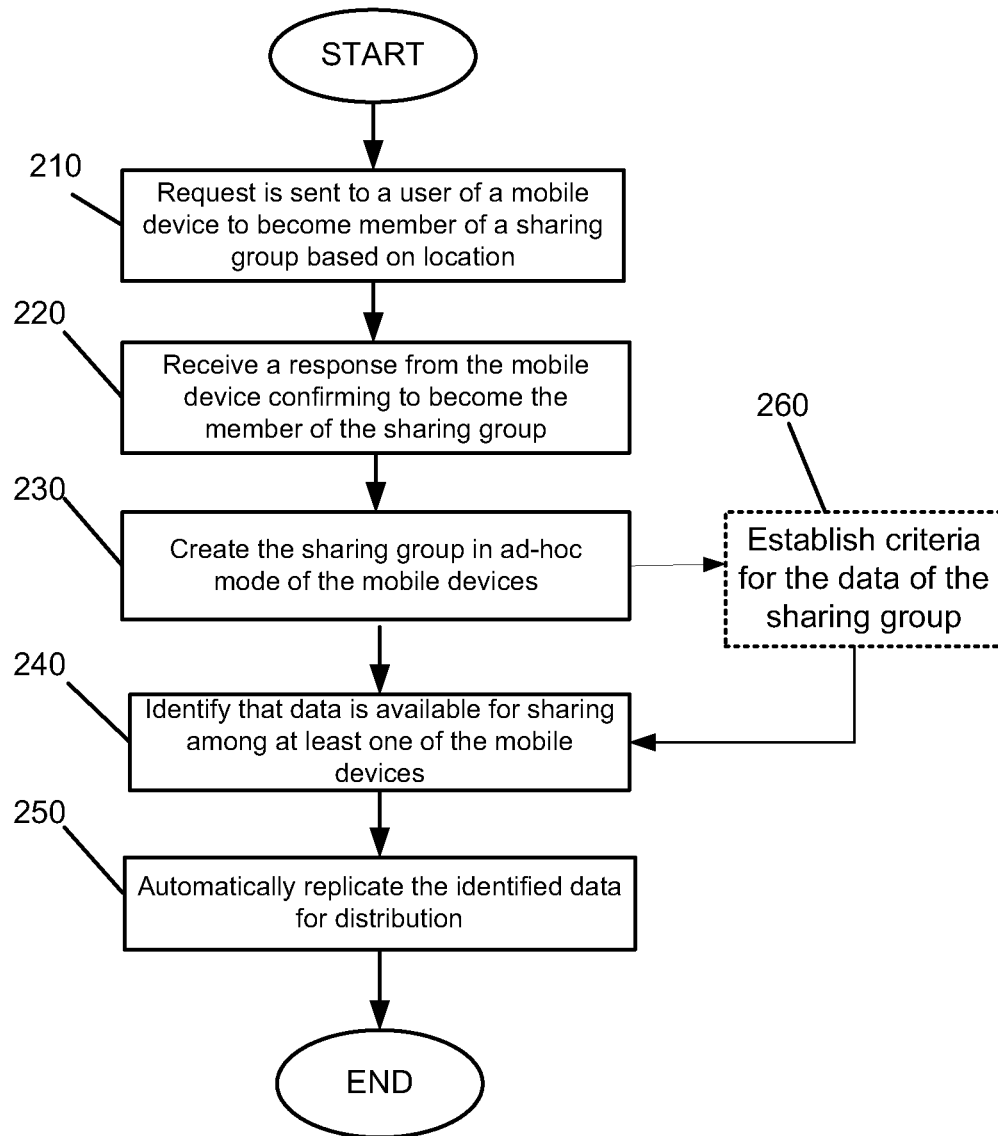 START
210
Request is sent to a user of a mobile
device to become member of a sharing
group based on location
220
Receive a response from the mobile
device confirming to become the
member of the sharing group
230
Create the sharing group in ad-hoc
mode of the mobile devices
260
Establish criteria
for the data of the
sharing group
240
Identify that data is available for sharing
among at least one of the mobile
devices
250
Automatically replicate the identified data
for distribution
END